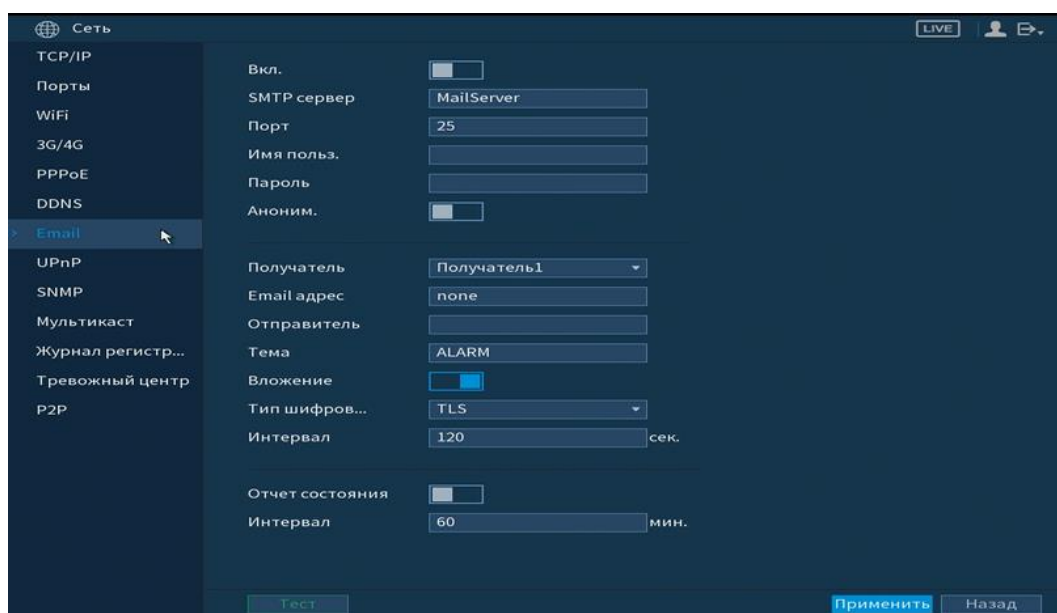 Сеть
LIVE
TCP/IP
Порты
WiFi
3G/4G
PPPoE
DDNS
Email
UPnP
SNMP
Мультикаст
Журнал регистр...
Тревожный центр
P2P
Вкл.
SMTP сервер MailServer
Порт 25
Имя польз.
Пароль
Аноним.
Получатель Получатель1
Email адрес none
Отправитель
Тема ALARM
Вложение
Тип шифров... TLS
Интервал 120 сек.
Отчет состояния
Интервал 60 мин.
Тест Применить Назад